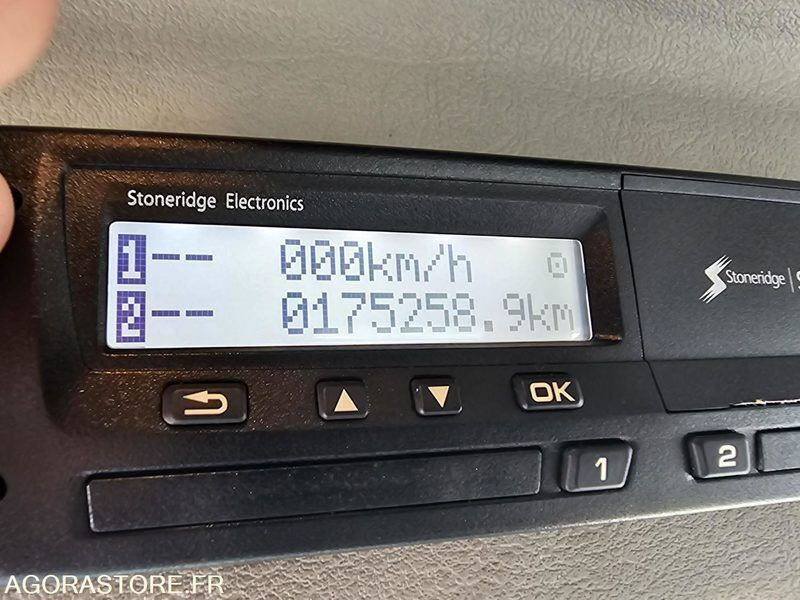 Stoneridge Electronics
1-- 000km/h
2-- 0175258.9km
Stoneridge
OK
1
2
AGORASTORE.FR